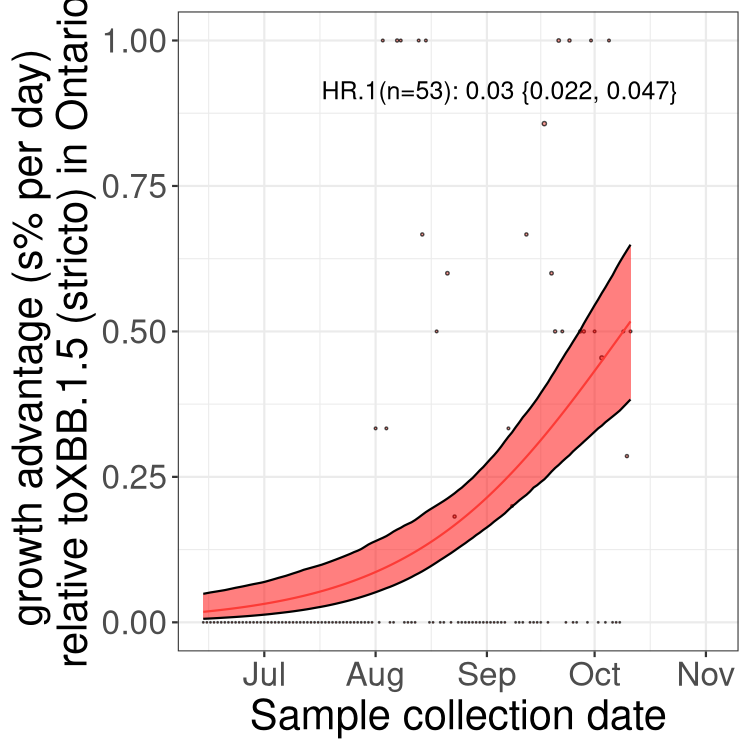 growth advantage (s% per day)
relative toXBB.1.5 (stricto) in Ontario
1.00
0.75
0.50
0.25
0.00
HR.1(n=53): 0.03 {0.022, 0.047}
Jul Aug Sep Oct Nov
Sample collection date